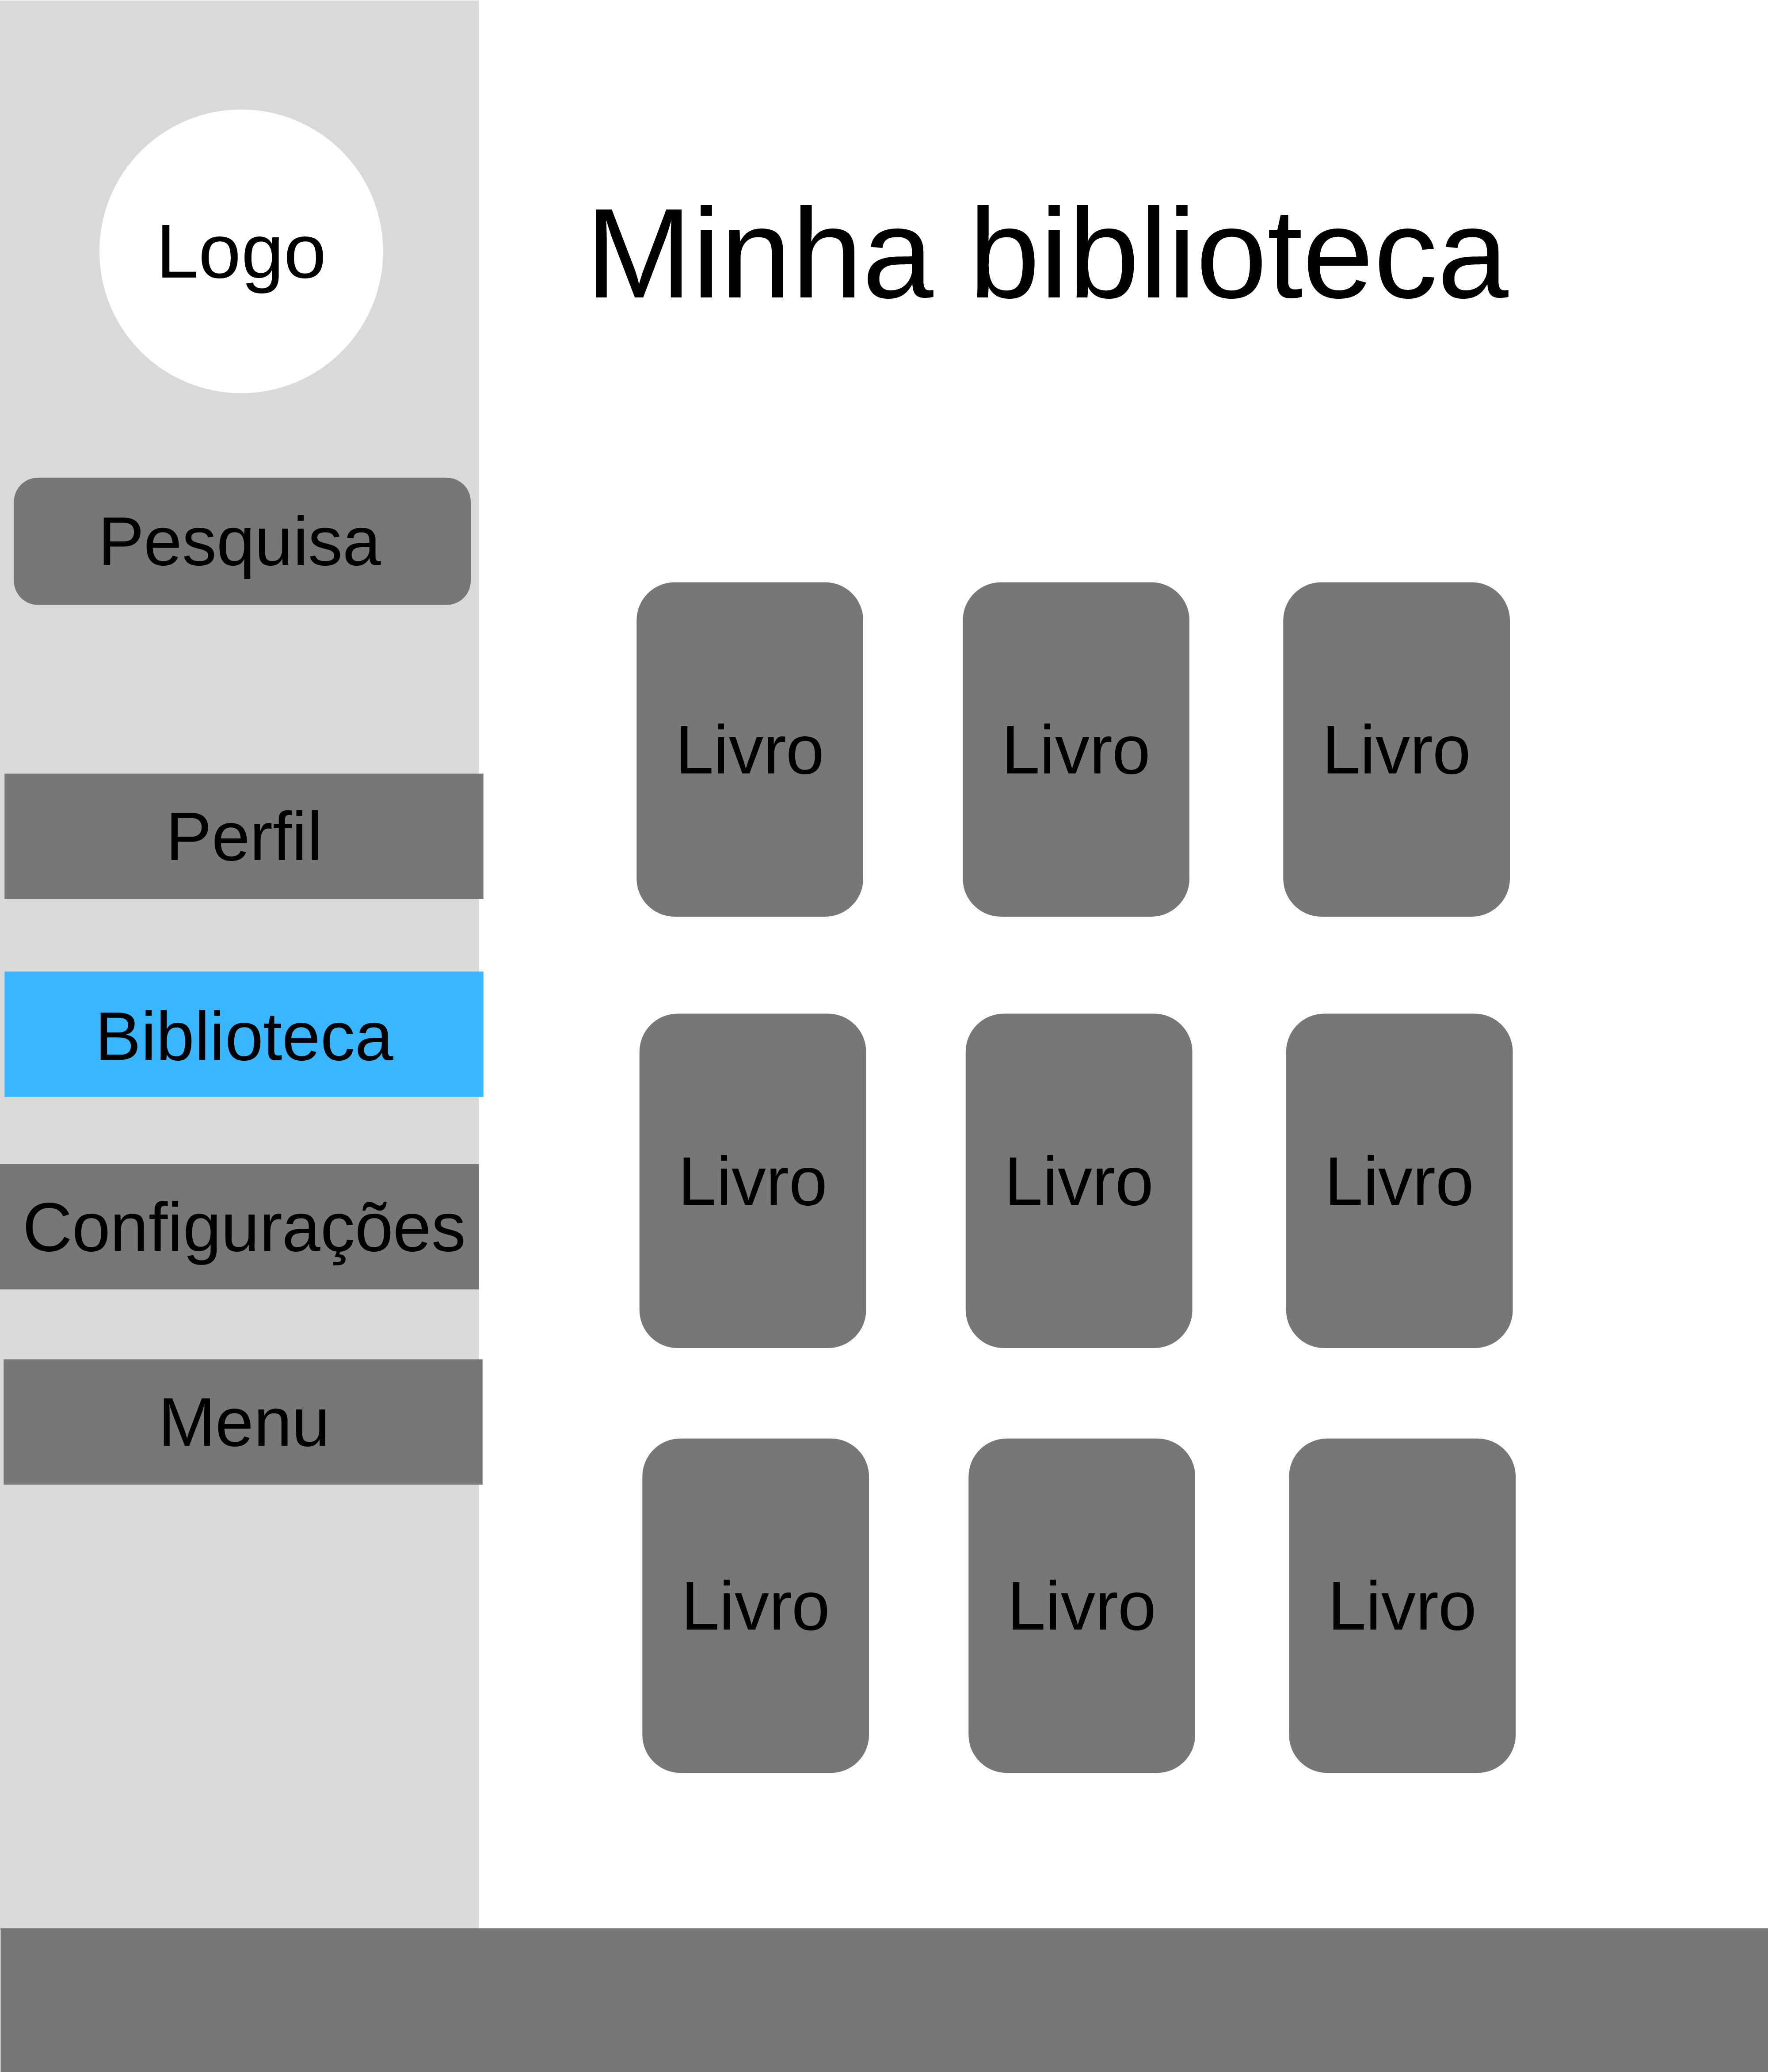 Logo
Pesquisa
Perfil
Biblioteca
Configurações
Menu
Minha biblioteca
Livro
Livro
Livro
Livro
Livro
Livro
Livro
Livro
Livro